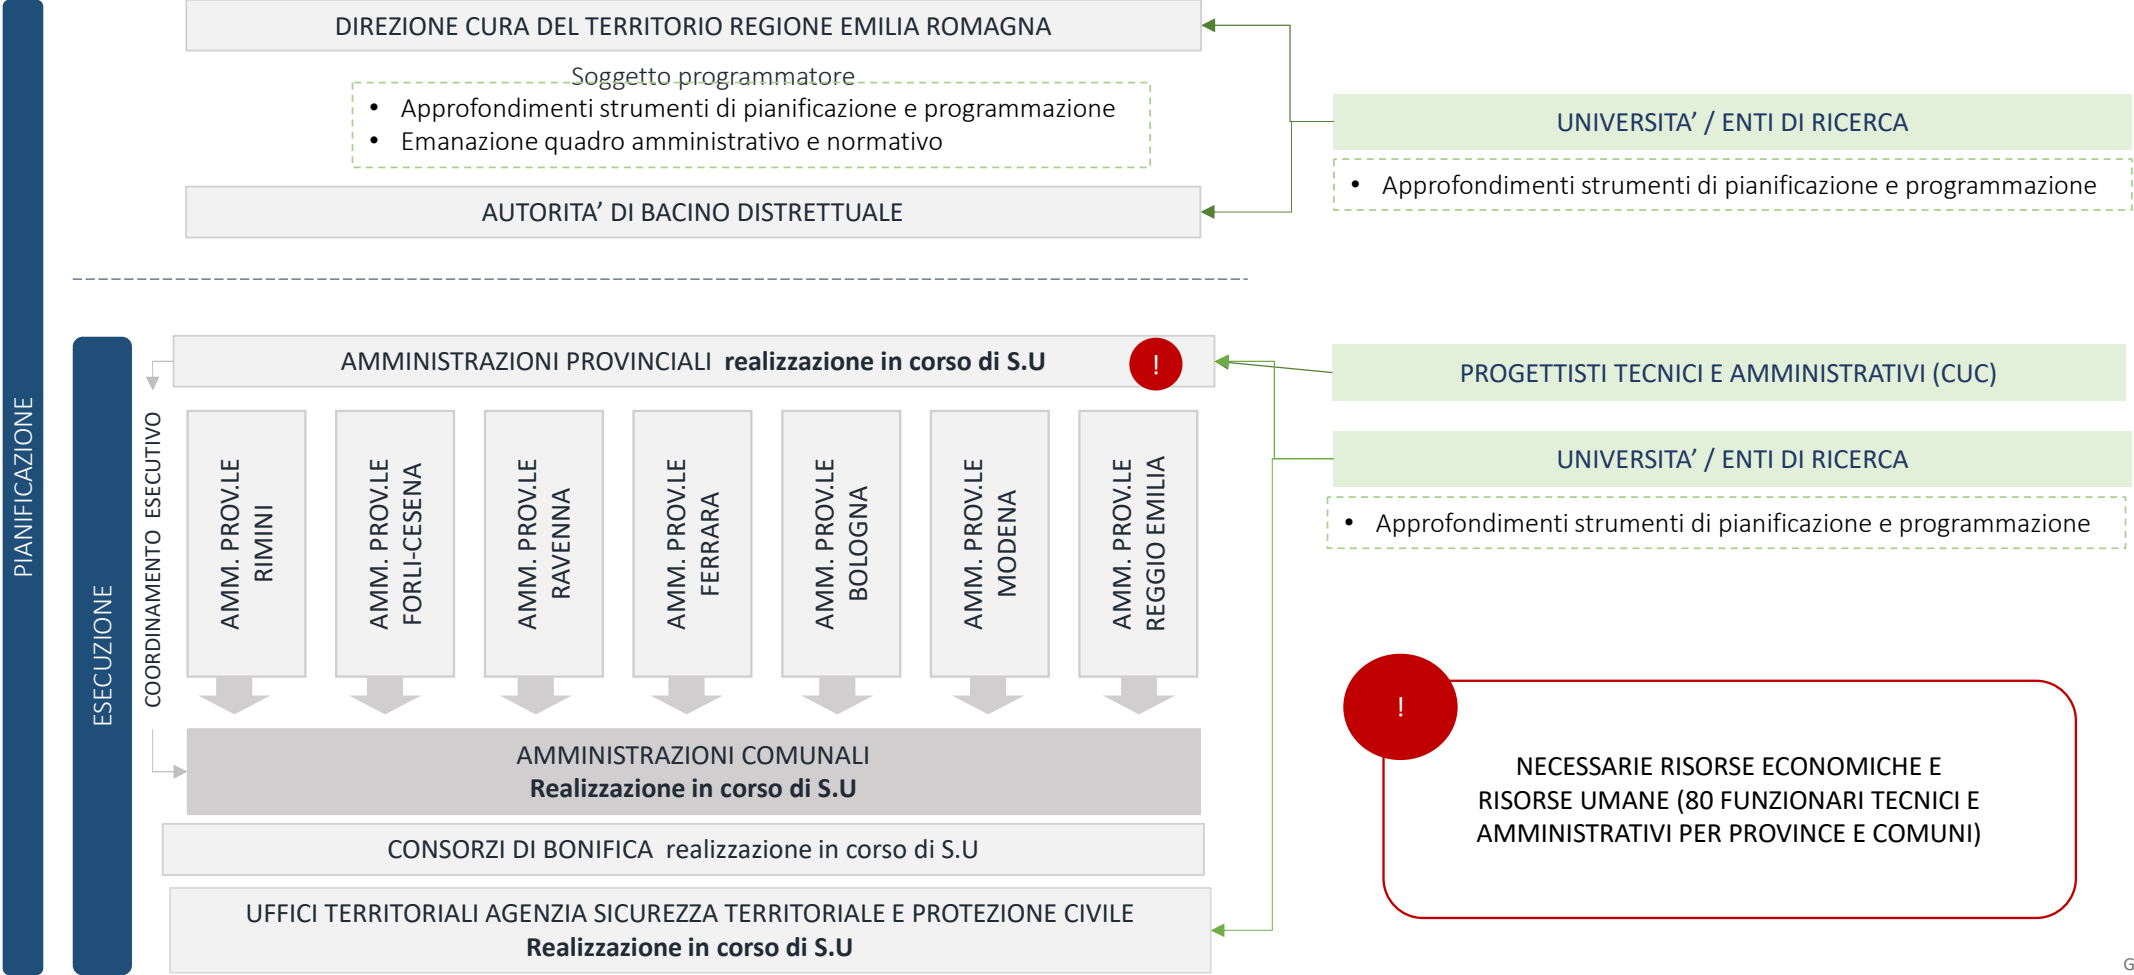 PIANIFICAZIONE
DIREZIONE CURA DEL TERRITORIO REGIONE EMILIA ROMAGNA
Soggetto programmatore
• Approfondimenti strumenti di pianificazione e programmazione
• Emanazione quadro amministrativo e normativo
AUTORITA’ DI BACINO DISTRETTUALE
UNIVERSITA’ / ENTI DI RICERCA
• Approfondimenti strumenti di pianificazione e programmazione
ESECUZIONE
COORDINAMENTO ESECUTIVO
AMMINISTRAZIONI PROVINCIALI realizzazione in corso di S.U
!
AMM. PROV.LE
RIMINI
AMM. PROV.LE
FORLI-CESENA
AMM. PROV.LE
RAVENNA
AMM. PROV.LE
FERRARA
AMM. PROV.LE
BOLOGNA
AMM. PROV.LE
MODENA
AMM. PROV.LE
REGGIO EMILIA
AMMINISTRAZIONI COMUNALI
Realizzazione in corso di S.U
CONSORZI DI BONIFICA realizzazione in corso di S.U
UFFICI TERRITORIALI AGENZIA SICUREZZA TERRITORIALE E PROTEZIONE CIVILE
Realizzazione in corso di S.U
PROGETTISTI TECNICI E AMMINISTRATIVI (CUC)
UNIVERSITA’ / ENTI DI RICERCA
• Approfondimenti strumenti di pianificazione e programmazione
!
NECESSARIE RISORSE ECONOMICHE E
RISORSE UMANE (80 FUNZIONARI TECNICI E
AMMINISTRATIVI PER PROVINCE E COMUNI)
G